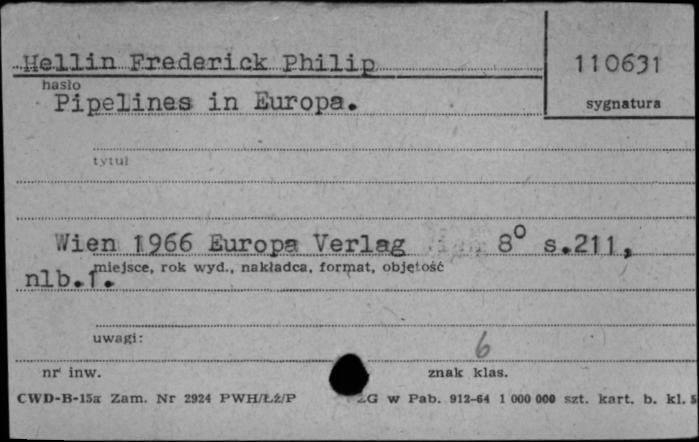 Hellin Frederick Philip
110631
hasło
sygnatura
Pipelines in Europa.
tytuł
Wien 1966 Europa Verlag 8° s.211,
miejsce, rok wyd., nakładca, format, objętość
nlb.1.
uwagi:
6
nr inw.
znak klas.
CWD-B-15a Zam. Nr 2924 PWH/Łż/P ZG w Pab. 912-64 1 000 000 szt. kart. b. kl. 5